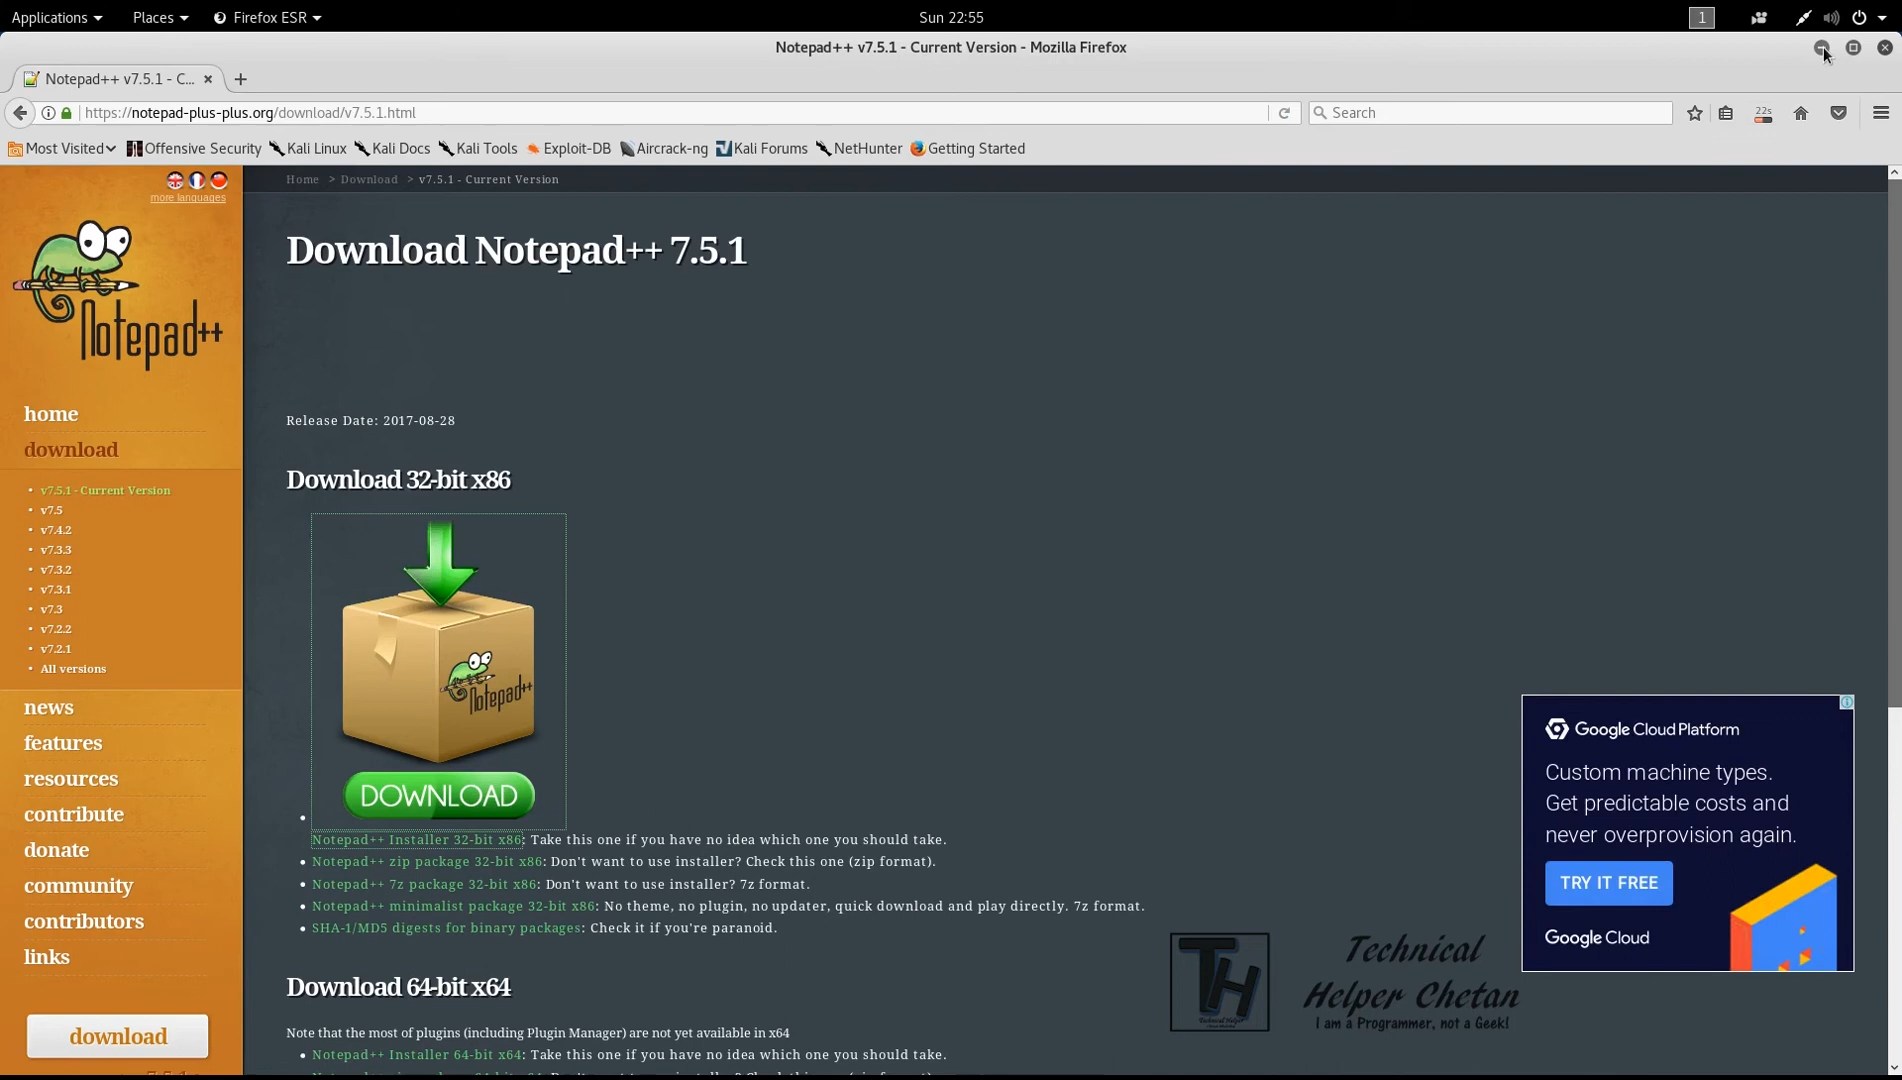 Applications Places Firefox ESR Sun 22:55 1
Notepad++ v7.5.1 - Current Version - Mozilla Firefox
Notepad++ v7.5.1 - C...
https://notepad-plus-plus.org/download/v7.5.1.html Search 22s
Most Visited Offensive Security Kali Linux Kali Docs Kali Tools Exploit-DB Aircrack-ng Kali Forums NetHunter Getting Started
more languages
Notepad++
home
download
v7.5.1 - Current Version
v7.5
v7.4.2
v7.3.3
v7.3.2
v7.3.1
v7.3
v7.2.2
v7.2.1
All versions
news
features
resources
contribute
donate
community
contributors
links
download
Home > Download > v7.5.1 - Current Version
Download Notepad++ 7.5.1
Release Date: 2017-08-28
Download 32-bit x86
Notepad++
DOWNLOAD
Notepad++ Installer 32-bit x86: Take this one if you have no idea which one you should take.
Notepad++ zip package 32-bit x86: Don't want to use installer? Check this one (zip format).
Notepad++ 7z package 32-bit x86: Don't want to use installer? 7z format.
Notepad++ minimalist package 32-bit x86: No theme, no plugin, no updater, quick download and play directly. 7z format.
SHA-1/MD5 digests for binary packages: Check it if you're paranoid.
Download 64-bit x64
Note that the most of plugins (including Plugin Manager) are not yet available in x64
Notepad++ Installer 64-bit x64: Take this one if you have no idea which one you should take.
Google Cloud Platform
Custom machine types.
Get predictable costs and
never overprovision again.
TRY IT FREE
Google Cloud
TH
Technical
Helper Chetan
I am a Programmer, not a Geek!